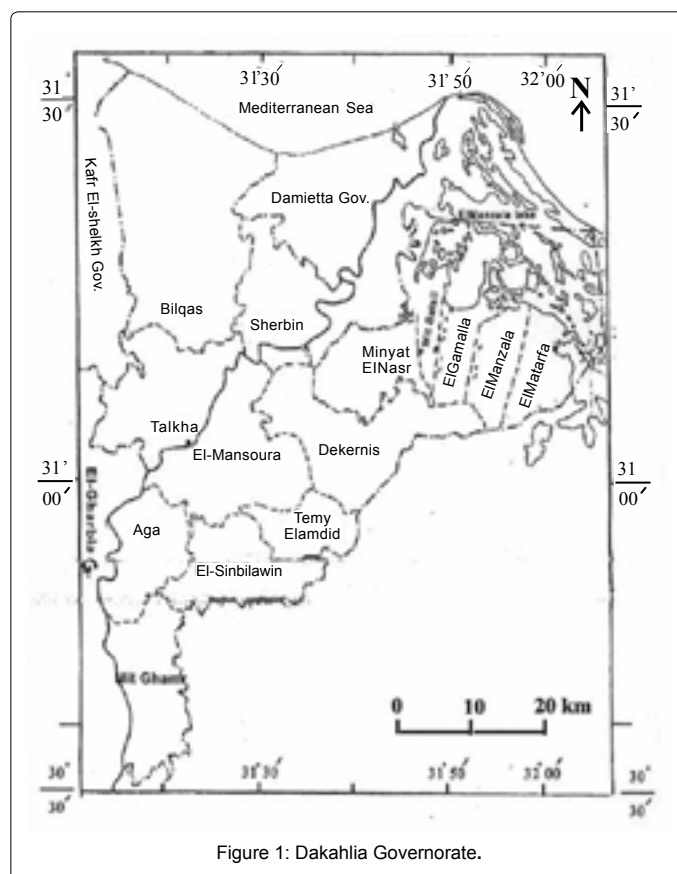 31°30′
31°50′
32°00′
31
30′
N
31'
30′
Mediterranean Sea
Kafr El-shelkh Gov.
Damietta Gov.
Bilqas
Sherbin
Minyat
ElNasr
ElGamalla
ElManzala
ElMatarfa
Talkha
El-Mansoura
Dekernis
31'
00′
31
00′
El-Gharbia G.
Aga
Temy
Elamdid
El-Sinbilawin
Mit Ghamr
0 10 20 km
30°
30′
31°30′
31°50′
32°00′
30°
30′
Figure 1: Dakahlia Governorate.